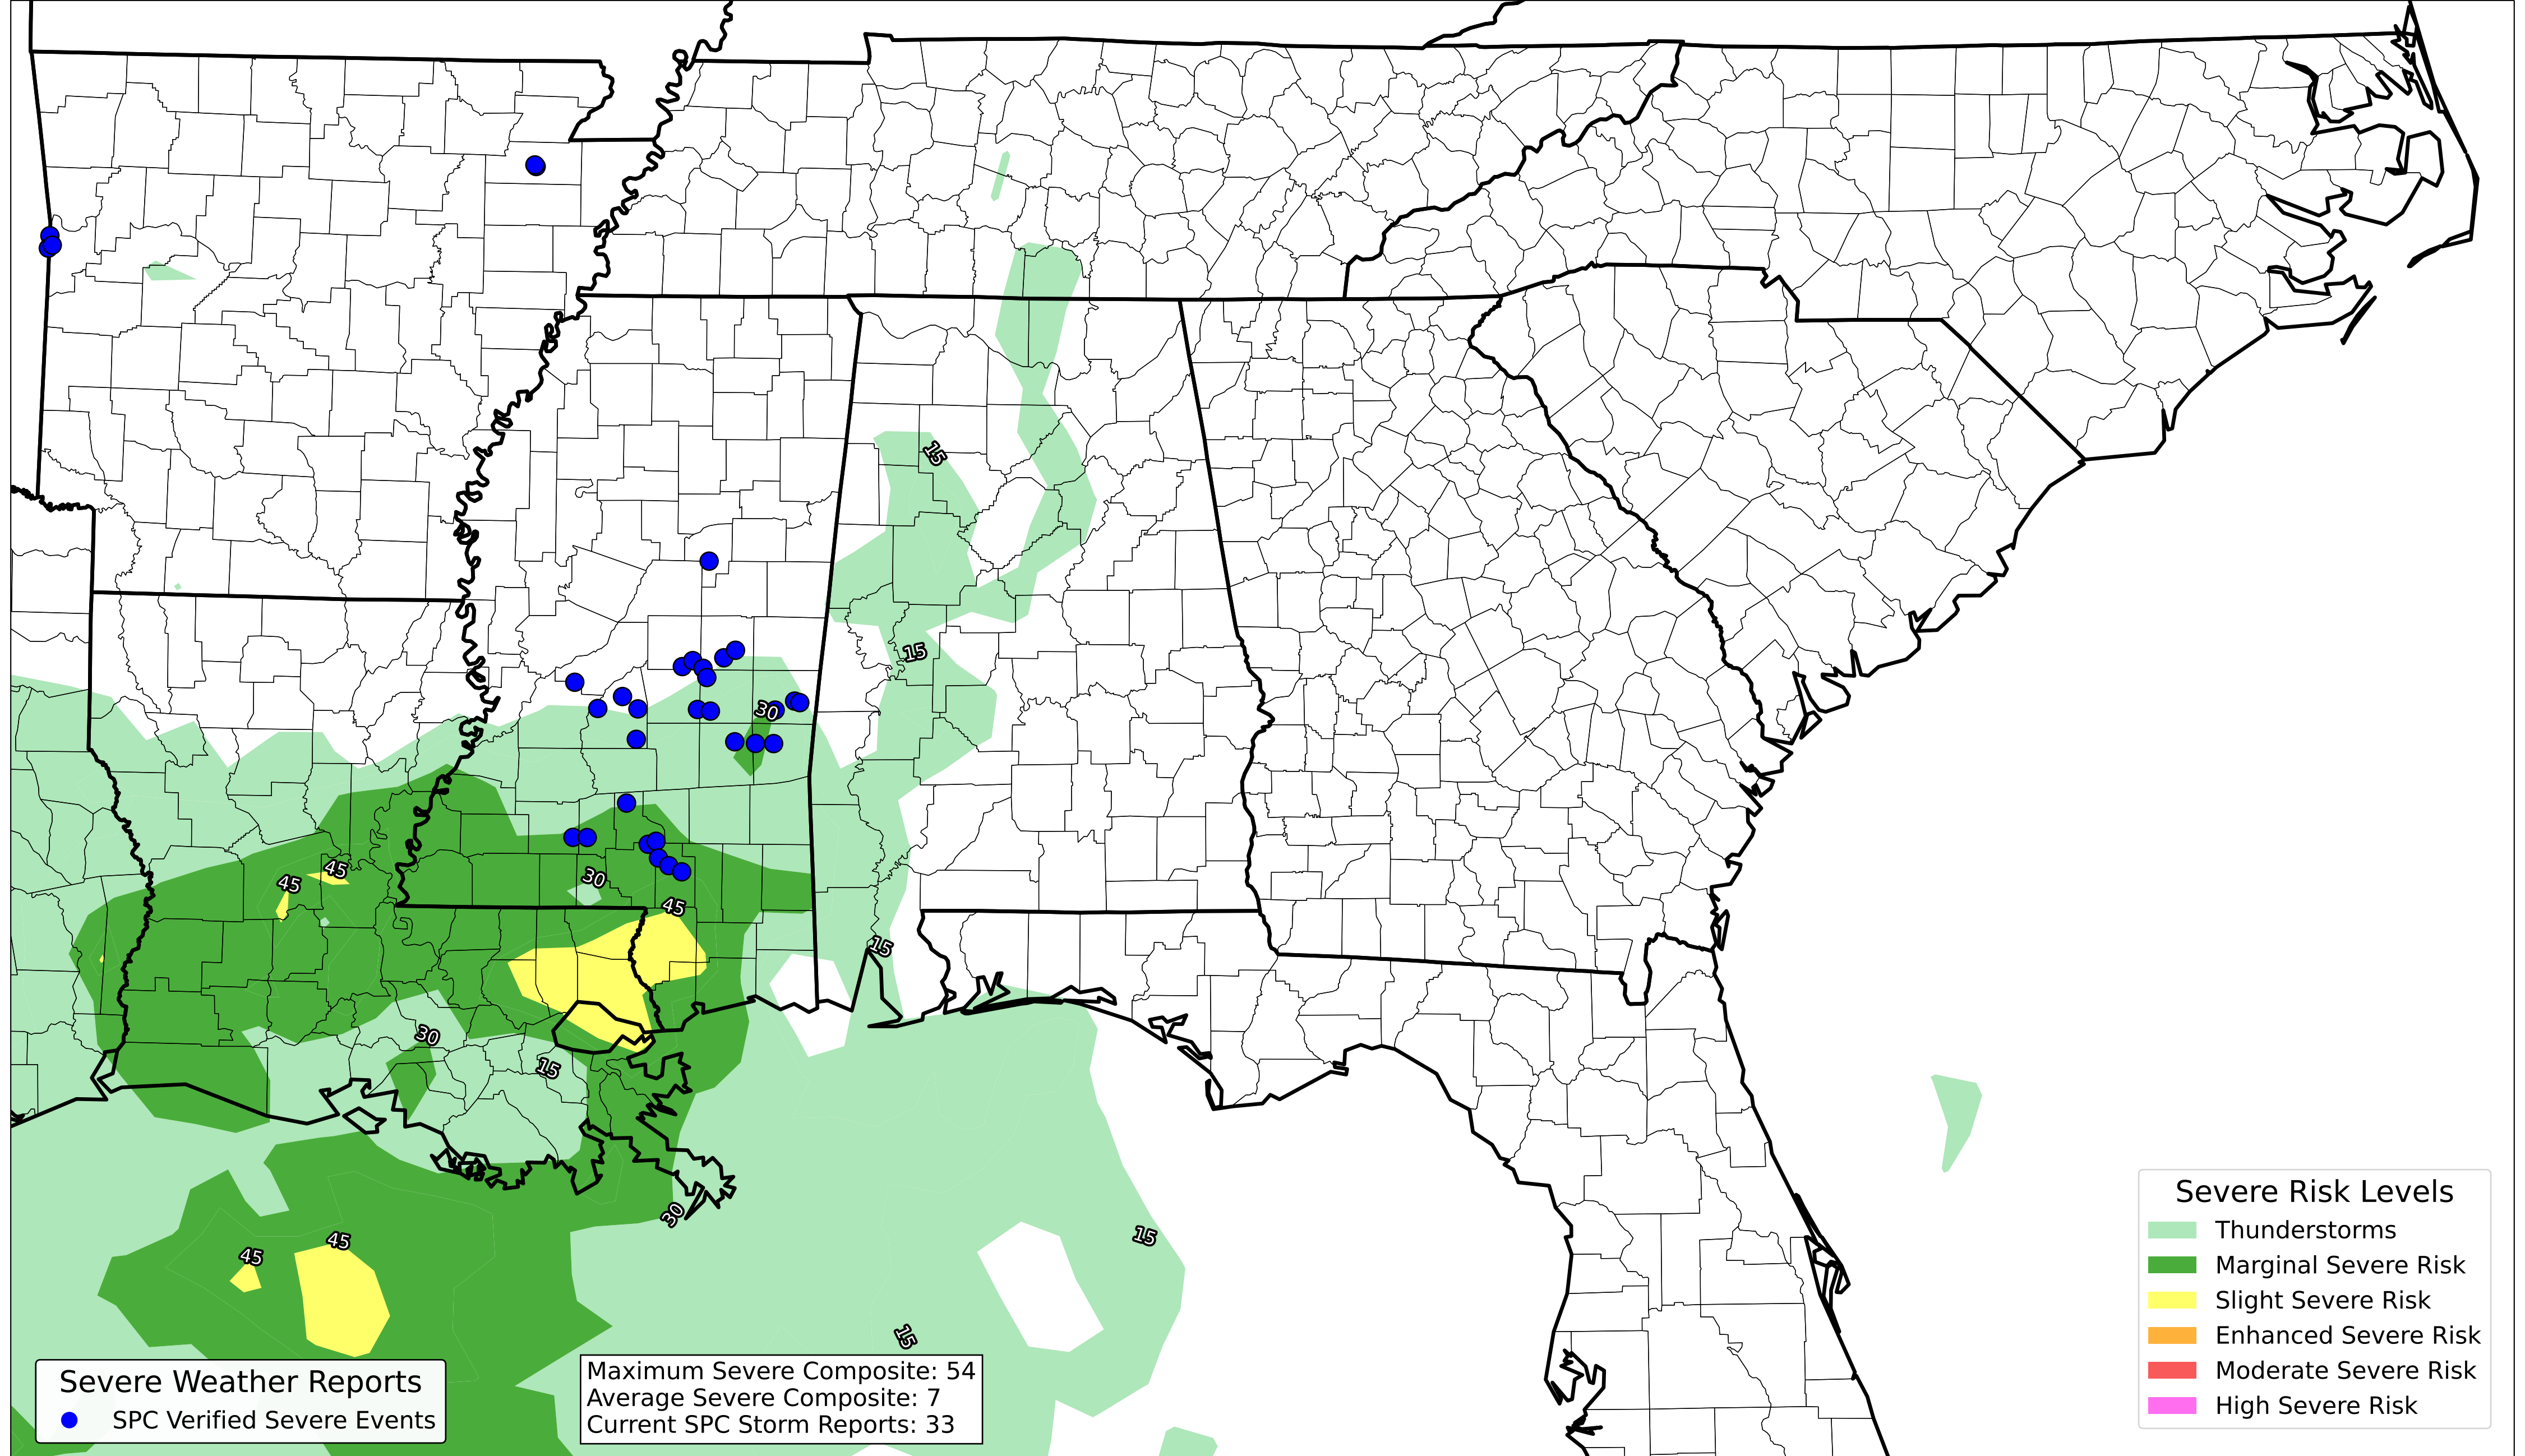 15
15
30
45
45
30
45
15
30
15
30
15
45
45
15
Severe Risk Levels
Thunderstorms
Marginal Severe Risk
Slight Severe Risk
Enhanced Severe Risk
Moderate Severe Risk
High Severe Risk
Severe Weather Reports
SPC Verified Severe Events
Maximum Severe Composite: 54
Average Severe Composite: 7
Current SPC Storm Reports: 33